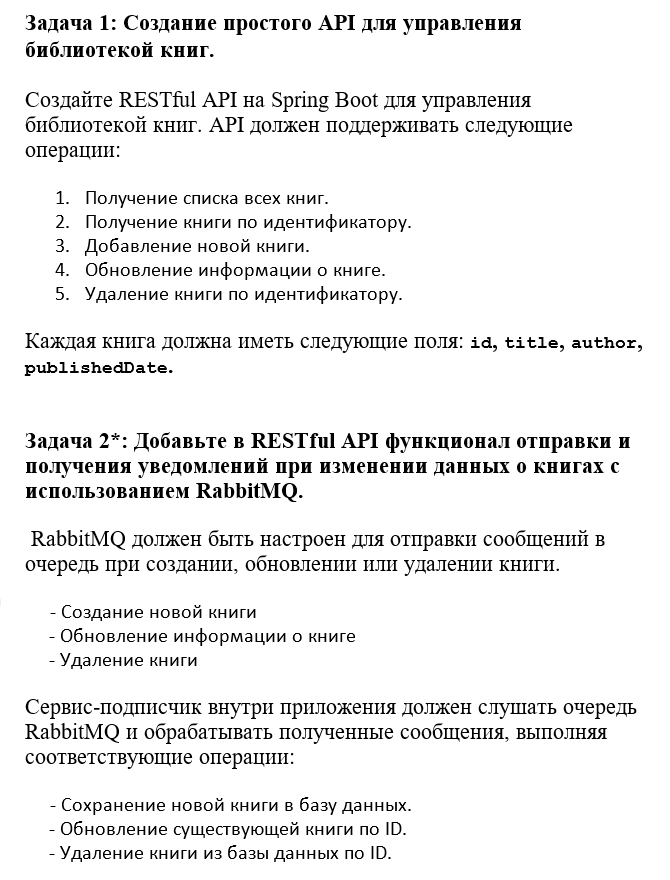 Задача 1: Создание простого API для управления
библиотекой книг.
Создайте RESTful API на Spring Boot для управления
библиотекой книг. API должен поддерживать следующие
операции:
1. Получение списка всех книг.
2. Получение книги по идентификатору.
3. Добавление новой книги.
4. Обновление информации о книге.
5. Удаление книги по идентификатору.
Каждая книга должна иметь следующие поля: id, title, author,
publishedDate.
Задача 2*: Добавьте в RESTful API функционал отправки и
получения уведомлений при изменении данных о книгах с
использованием RabbitMQ.
RabbitMQ должен быть настроен для отправки сообщений в
очередь при создании, обновлении или удалении книги.
- Создание новой книги
- Обновление информации о книге
- Удаление книги
Сервис-подписчик внутри приложения должен слушать очередь
RabbitMQ и обрабатывать полученные сообщения, выполняя
соответствующие операции:
- Сохранение новой книги в базу данных.
- Обновление существующей книги по ID.
- Удаление книги из базы данных по ID.